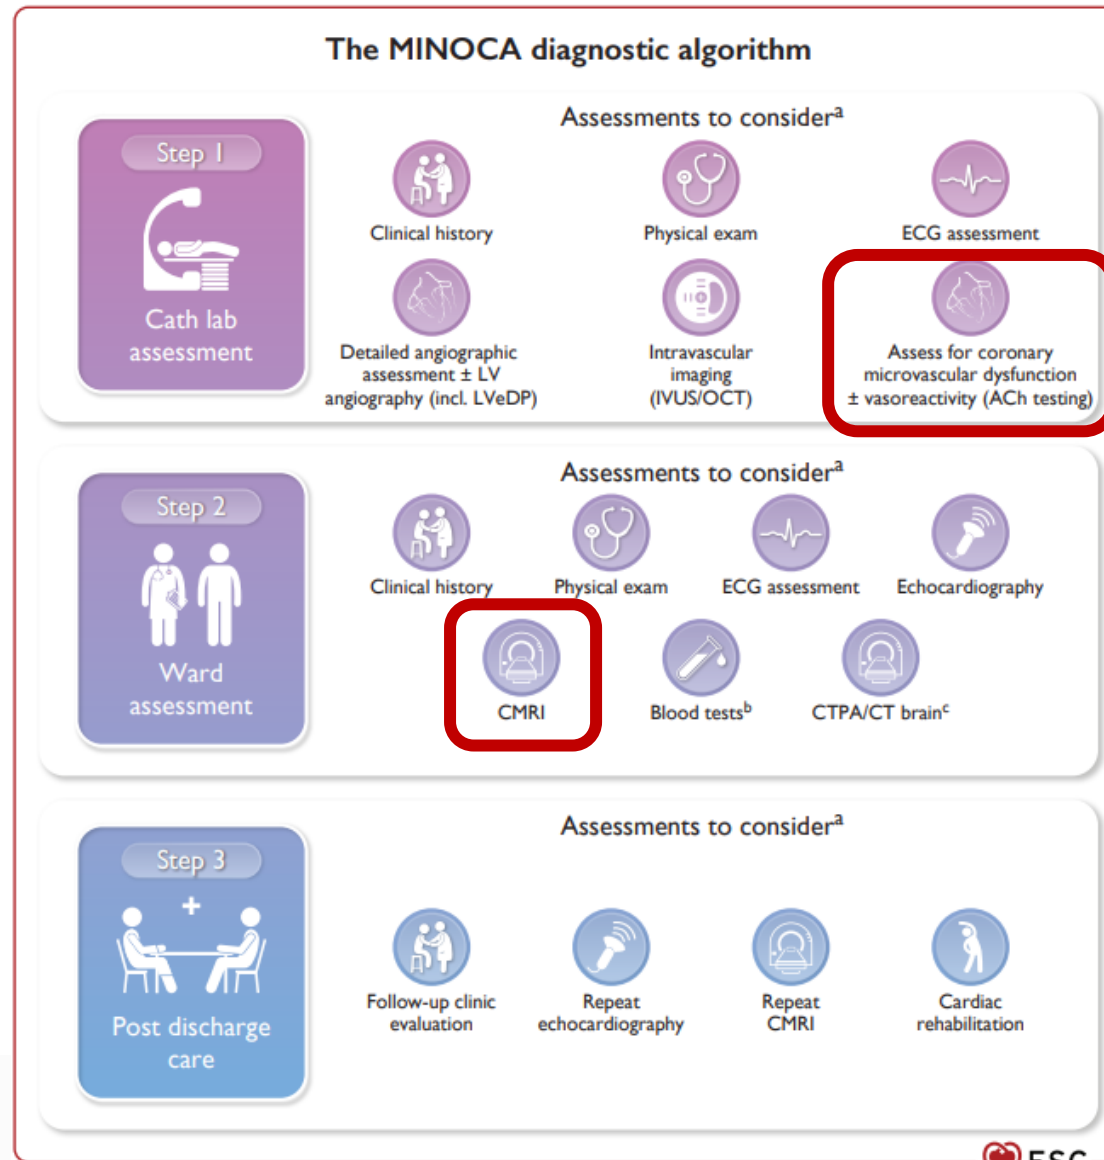 The MINOCA diagnostic algorithm
Step 1
Cath lab
assessment
Assessments to considerᵃ
Clinical history
Physical exam
ECG assessment
Detailed angiographic
assessment ± LV
angiography (incl. LVeDP)
Intravascular
imaging
(IVUS/OCT)
Assess for coronary
microvascular dysfunction
± vasoreactivity (ACh testing)
Step 2
Ward
assessment
Assessments to considerᵃ
Clinical history
Physical exam
ECG assessment
Echocardiography
CMRI
Blood testsᵇ
CTPA/CT brainᶜ
Step 3
Post discharge
care
Assessments to considerᵃ
Follow-up clinic
evaluation
Repeat
echocardiography
Repeat
CMRI
Cardiac
rehabilitation
ESC